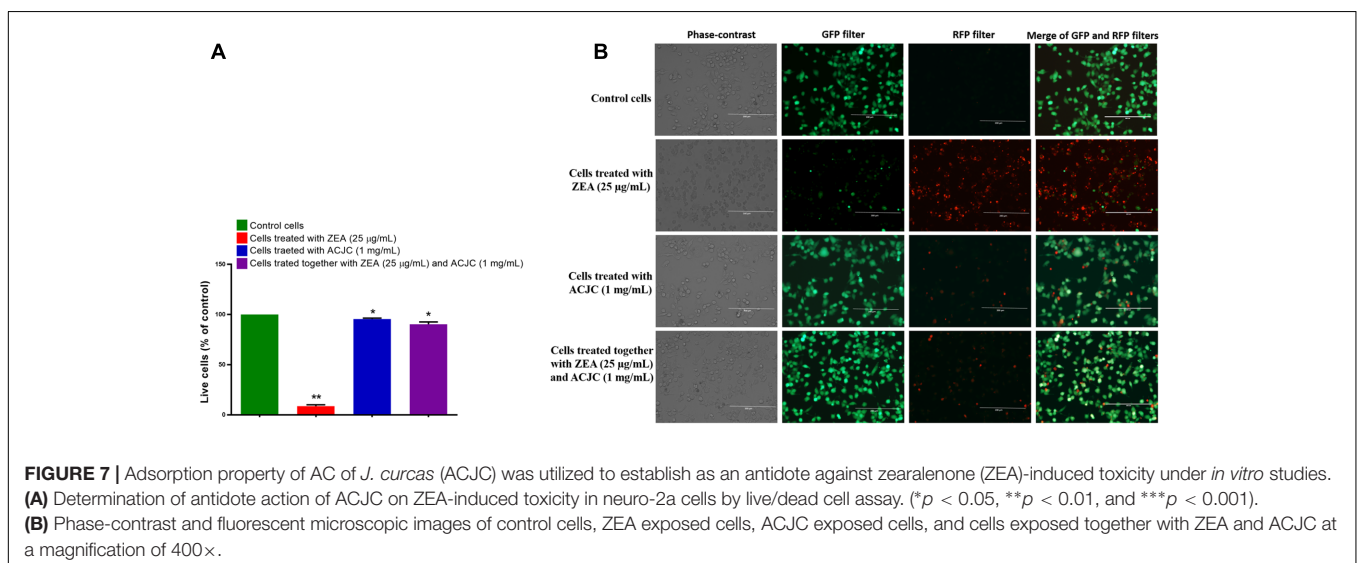 A
Control cells
Cells treated with ZEA (25 µg/mL)
Cells traeted with ACJC (1 mg/mL)
Cells trated together with ZEA (25 µg/mL) and ACJC (1 mg/mL)
Live cells (% of control)
150
100
50
0
**
*
*
B
Phase-contrast
GFP filter
RFP filter
Merge of GFP and RFP filters
Control cells
Cells treated with
ZEA (25 µg/mL)
Cells treated with
ACJC (1 mg/mL)
Cells treated together
with ZEA (25 µg/mL)
and ACJC (1 mg/mL)
FIGURE 7 | Adsorption property of AC of J. curcas (ACJC) was utilized to establish as an antidote against zearalenone (ZEA)-induced toxicity under in vitro studies.
(A) Determination of antidote action of ACJC on ZEA-induced toxicity in neuro-2a cells by live/dead cell assay. (*p < 0.05, **p < 0.01, and ***p < 0.001).
(B) Phase-contrast and fluorescent microscopic images of control cells, ZEA exposed cells, ACJC exposed cells, and cells exposed together with ZEA and ACJC at
a magnification of 400×.